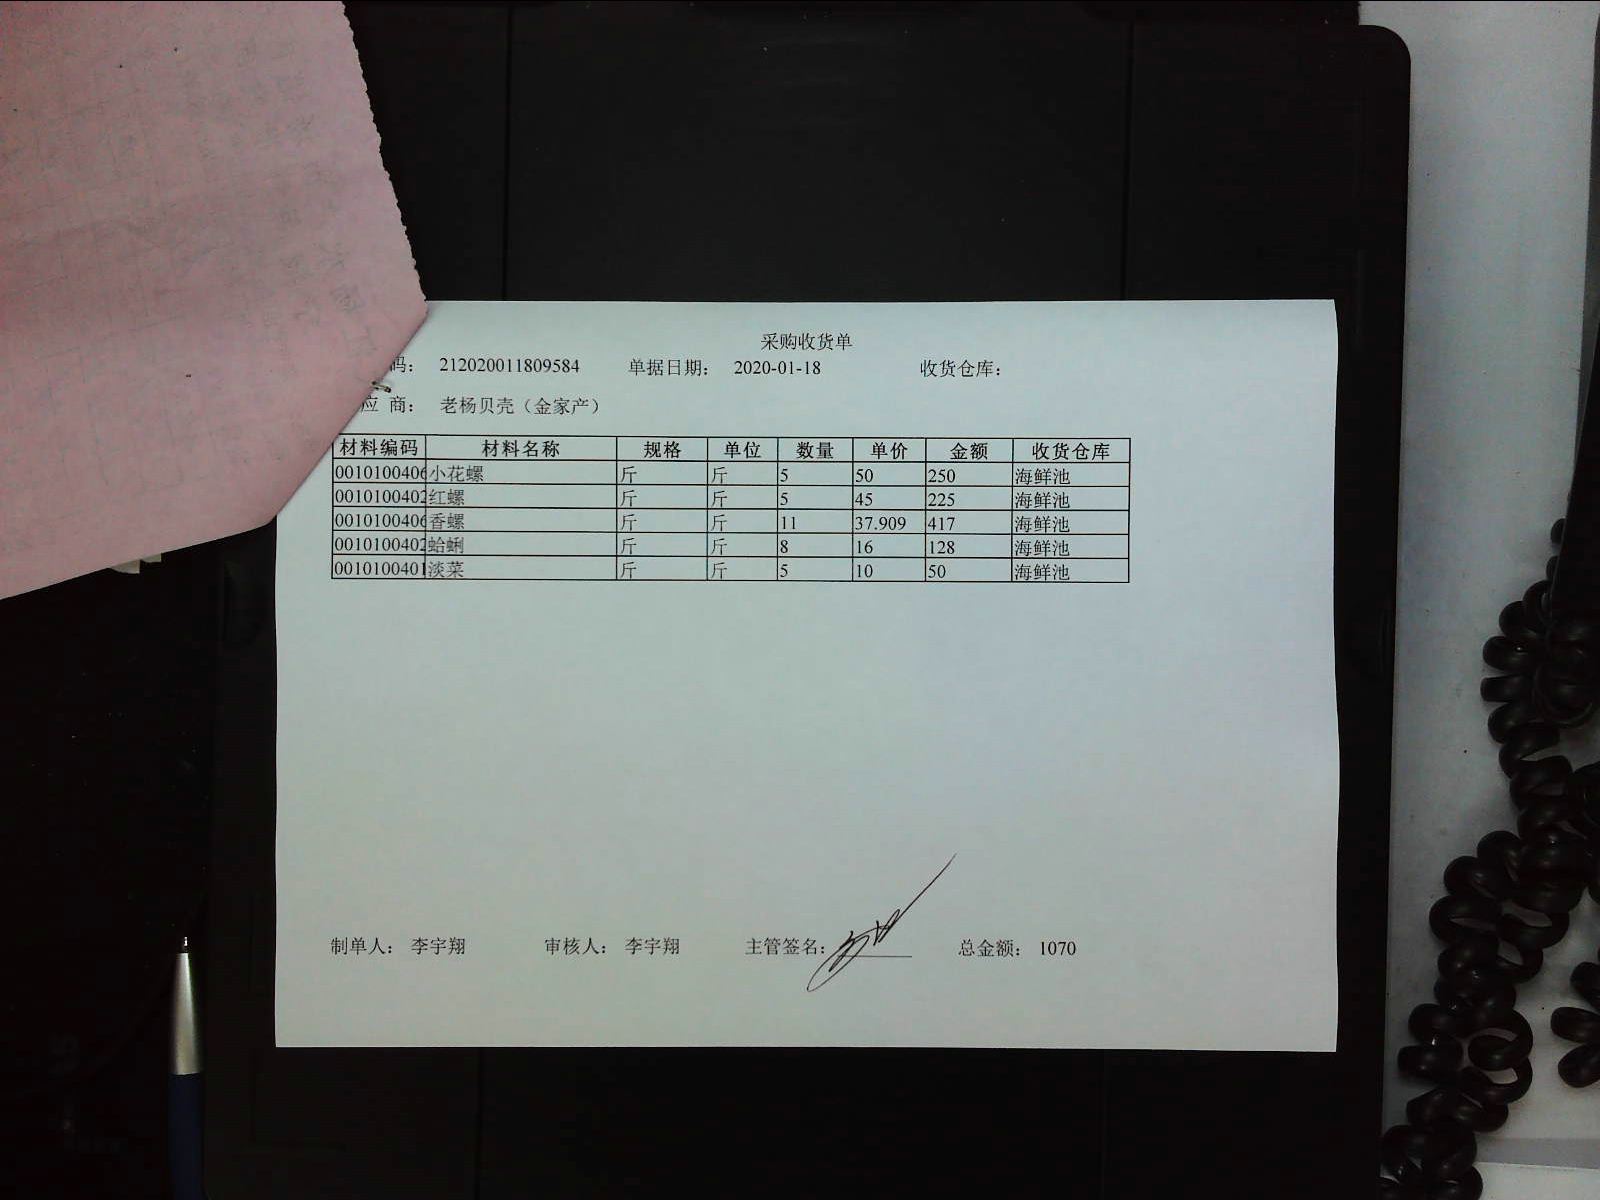 采购收货单
码： 212020011809584 单据日期： 2020-01-18 收货仓库：
应 商： 老杨贝壳（金家产）
材料编码 材料名称 规格 单位 数量 单价 金额 收货仓库
0010100406 小花螺 斤 斤 5 50 250 海鲜池
0010100402 红螺 斤 斤 5 45 225 海鲜池
0010100406 香螺 斤 斤 11 37.909 417 海鲜池
0010100402 蛤蜊 斤 斤 8 16 128 海鲜池
0010100401 淡菜 斤 斤 5 10 50 海鲜池
制单人： 李宇翔 审核人： 李宇翔 主管签名： 总金额： 1070